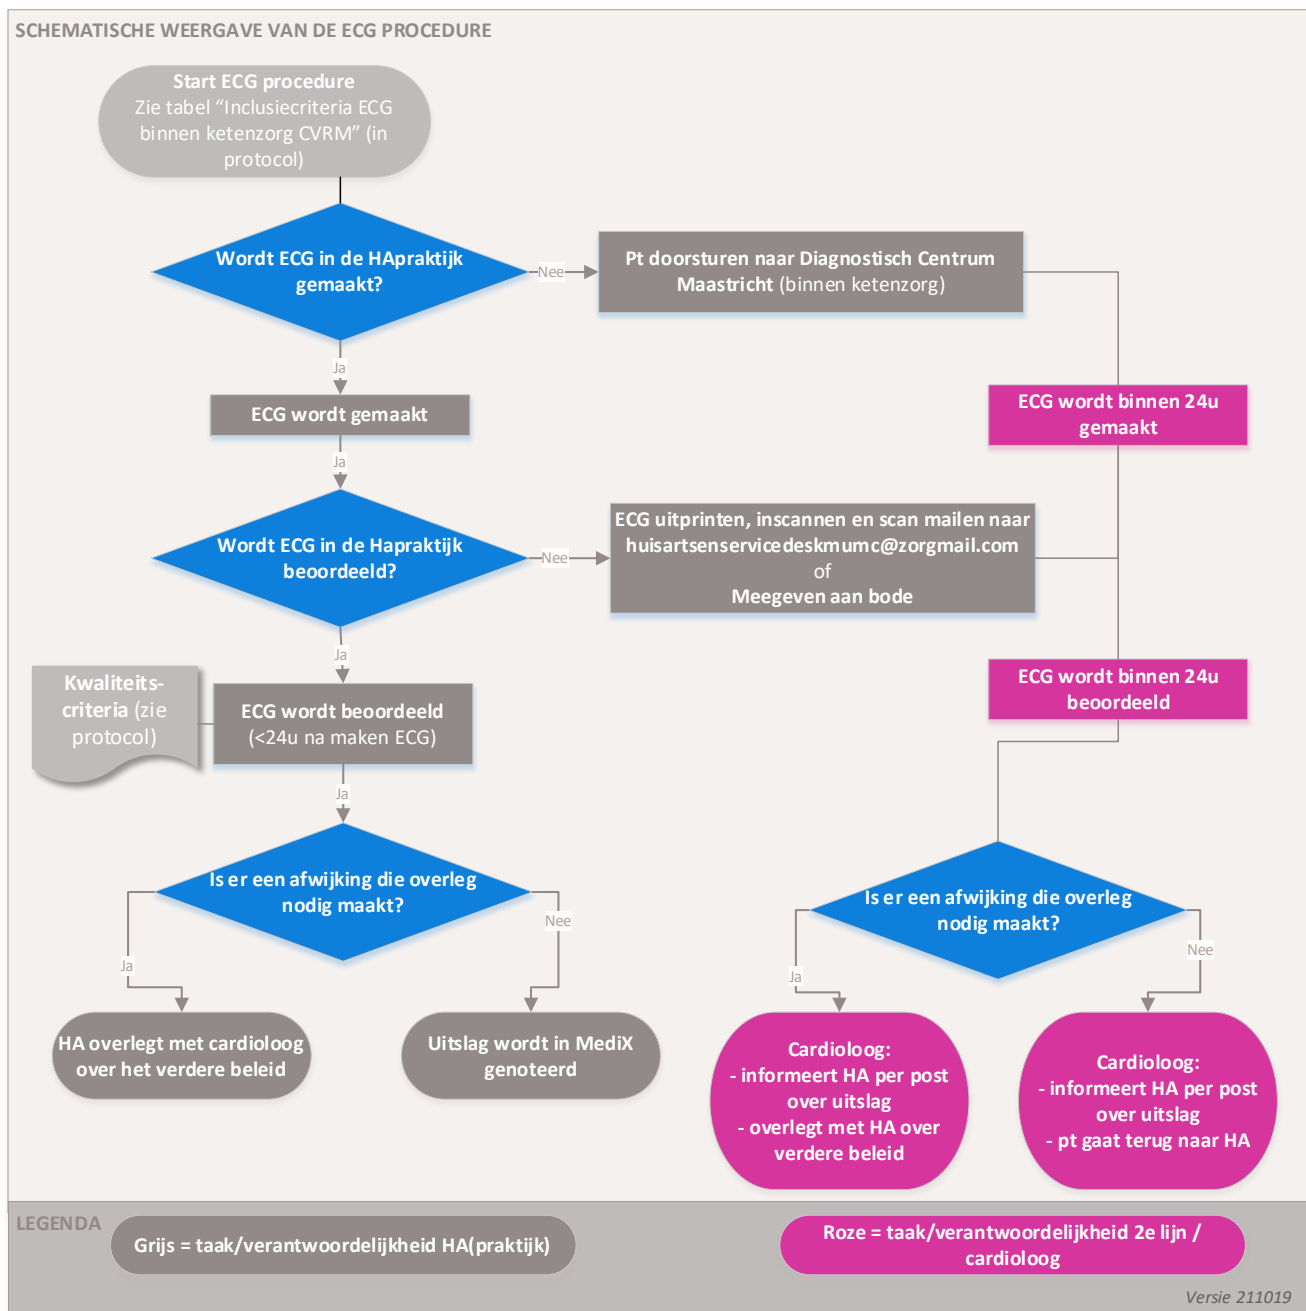 SCHEMATISCHE WEERGAVE VAN DE ECG PROCEDURE
Start ECG procedure
Zie tabel “Inclusiecriteria ECG
binnen ketenzorg CVRM” (in
protocol)
Wordt ECG in de HApraktijk
gemaakt?
Nee
Pt doorsturen naar Diagnostisch Centrum
Maastricht (binnen ketenzorg)
Ja
ECG wordt gemaakt
ECG wordt binnen 24u
gemaakt
Ja
Wordt ECG in de Hapraktijk
beoordeeld?
Nee
ECG uitprinten, inscannen en scan mailen naar
huisartsenservicedeskmumc@zorgmail.com
of
Meegeven aan bode
Ja
ECG wordt binnen 24u
beoordeeld
Kwaliteits-
criteria (zie
protocol)
ECG wordt beoordeeld
(<24u na maken ECG)
Ja
Is er een afwijking die overleg
nodig maakt?
Nee
Ja
Is er een afwijking die overleg
nodig maakt?
Nee
Ja
HA overlegt met cardioloog
over het verdere beleid
Uitslag wordt in MediX
genoteerd
Cardioloog:
- informeert HA per post
over uitslag
- overlegt met HA over
verdere beleid
Cardioloog:
- informeert HA per post
over uitslag
- pt gaat terug naar HA
LEGENDA
Grijs = taak/verantwoordelijkheid HA(praktijk)
Roze = taak/verantwoordelijkheid 2e lijn /
cardioloog
Versie 211019